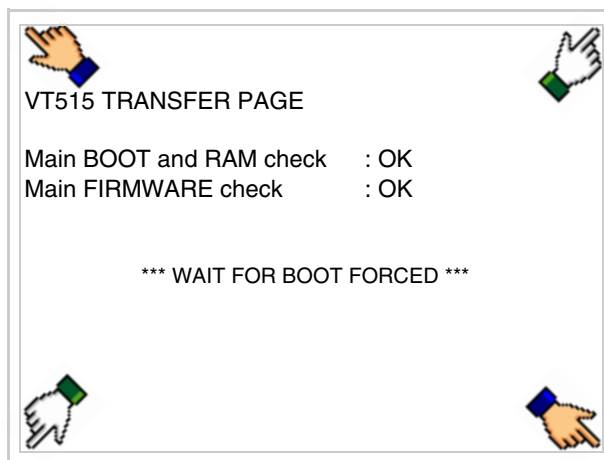 VT515 TRANSFER PAGE
Main BOOT and RAM check : OK
Main FIRMWARE check : OK
*** WAIT FOR BOOT FORCED ***